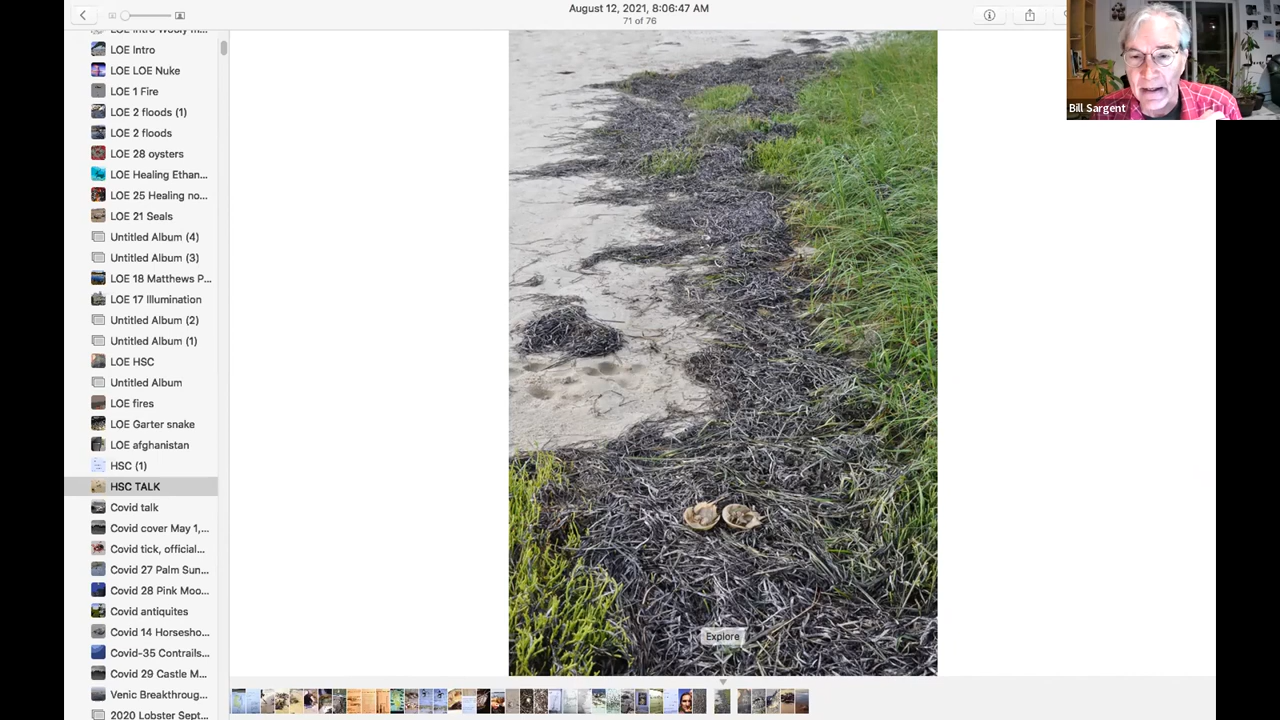 August 12, 2021, 8:06:47 AM
71 of 76
Bill Sargent
LOE Intro
LOE LOE Nuke
LOE 1 Fire
LOE 2 floods (1)
LOE 2 floods
LOE 28 oysters
LOE Healing Ethan...
LOE 25 Healing no...
LOE 21 Seals
Untitled Album (4)
Untitled Album (3)
LOE 18 Matthews P...
LOE 17 Illumination
Untitled Album (2)
Untitled Album (1)
LOE HSC
Untitled Album
LOE fires
LOE Garter snake
LOE afghanistan
HSC (1)
HSC TALK
Covid talk
Covid cover May 1,...
Covid tick, official...
Covid 27 Palm Sun...
Covid 28 Pink Moo...
Covid antiquites
Covid 14 Horsesho...
Covid-35 Contrails...
Covid 29 Castle M...
Venic Breakthroug...
2020 Lobster Sept...
Explore